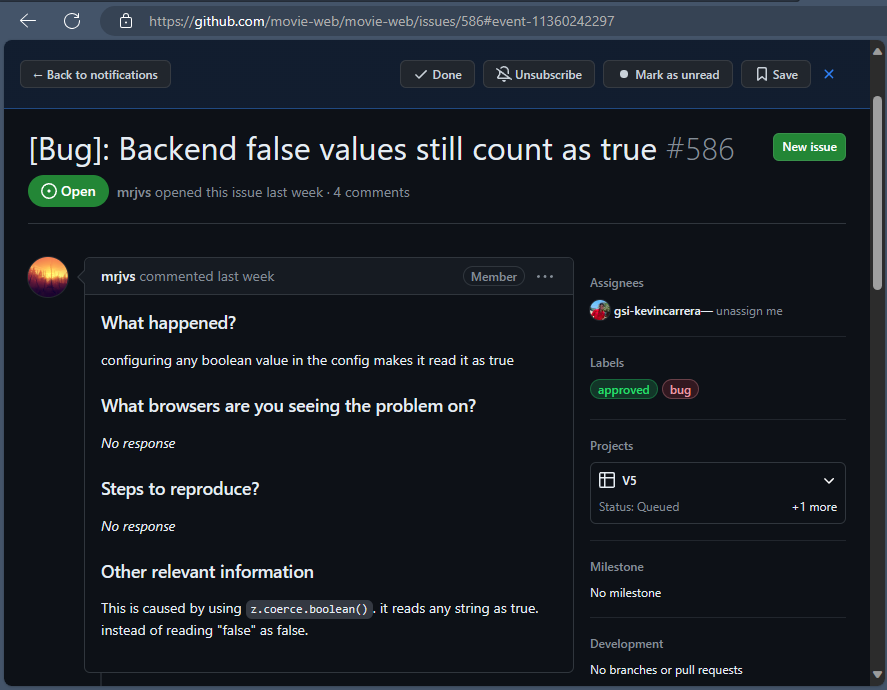 https://github.com/movie-web/movie-web/issues/586#event-11360242297
← Back to notifications
Done
Unsubscribe
Mark as unread
Save
[Bug]: Backend false values still count as true #586
New issue
Open
mrjvs opened this issue last week · 4 comments
mrjvs commented last week
Member
What happened?
configuring any boolean value in the config makes it read it as true
What browsers are you seeing the problem on?
No response
Steps to reproduce?
No response
Other relevant information
This is caused by using z.coerce.boolean(). it reads any string as true.
instead of reading "false" as false.
Assignees
gsi-kevincarrera— unassign me
Labels
approved bug
Projects
V5
Status: Queued
+1 more
Milestone
No milestone
Development
No branches or pull requests